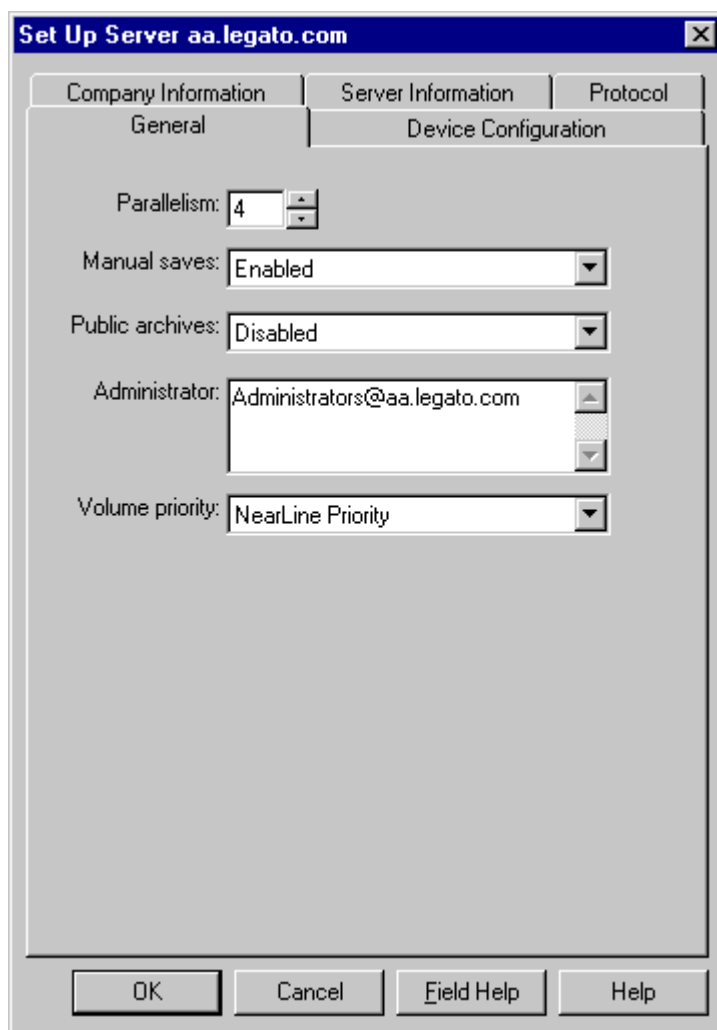 Set Up Server aa.legato.com
Company Information Server Information Protocol
General Device Configuration
Parallelism: 4
Manual saves: Enabled
Public archives: Disabled
Administrator: Administrators@aa.legato.com
Volume priority: NearLine Priority
OK Cancel Field Help Help